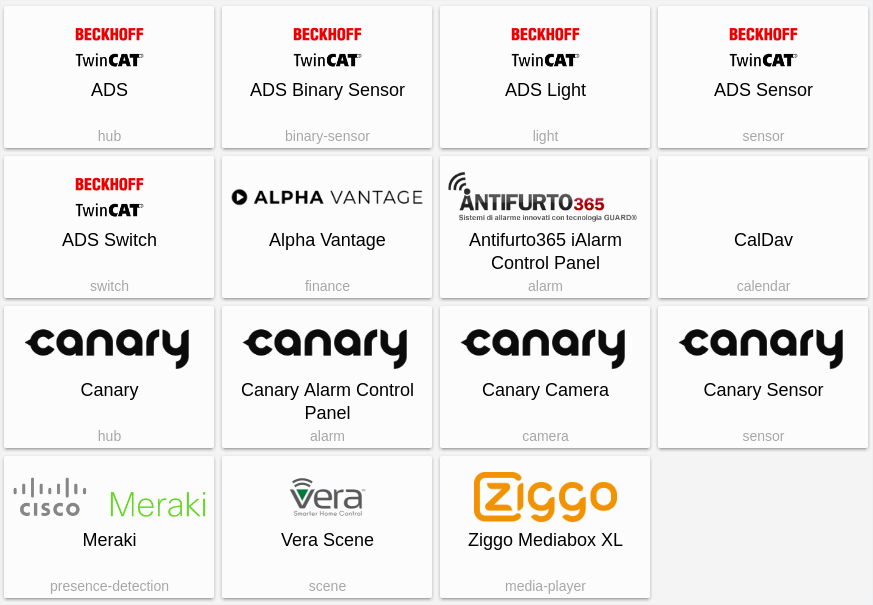 BECKHOFF
TwinCAT®
ADS
hub
BECKHOFF
TwinCAT®
ADS Binary Sensor
binary-sensor
BECKHOFF
TwinCAT®
ADS Light
light
BECKHOFF
TwinCAT®
ADS Sensor
sensor
BECKHOFF
TwinCAT®
ADS Switch
switch
ALPHA VANTAGE
Alpha Vantage
finance
ANTIFURTO365
Sistemi di allarme innovati con tecnologia GUARD®
Antifurto365 iAlarm
Control Panel
alarm
CalDav
calendar
canary
Canary
hub
canary
Canary Alarm Control
Panel
alarm
canary
Canary Camera
camera
canary
Canary Sensor
sensor
CISCO Meraki
Meraki
presence-detection
vera
Smarter Home Control
Vera Scene
scene
Ziggo
Ziggo Mediabox XL
media-player